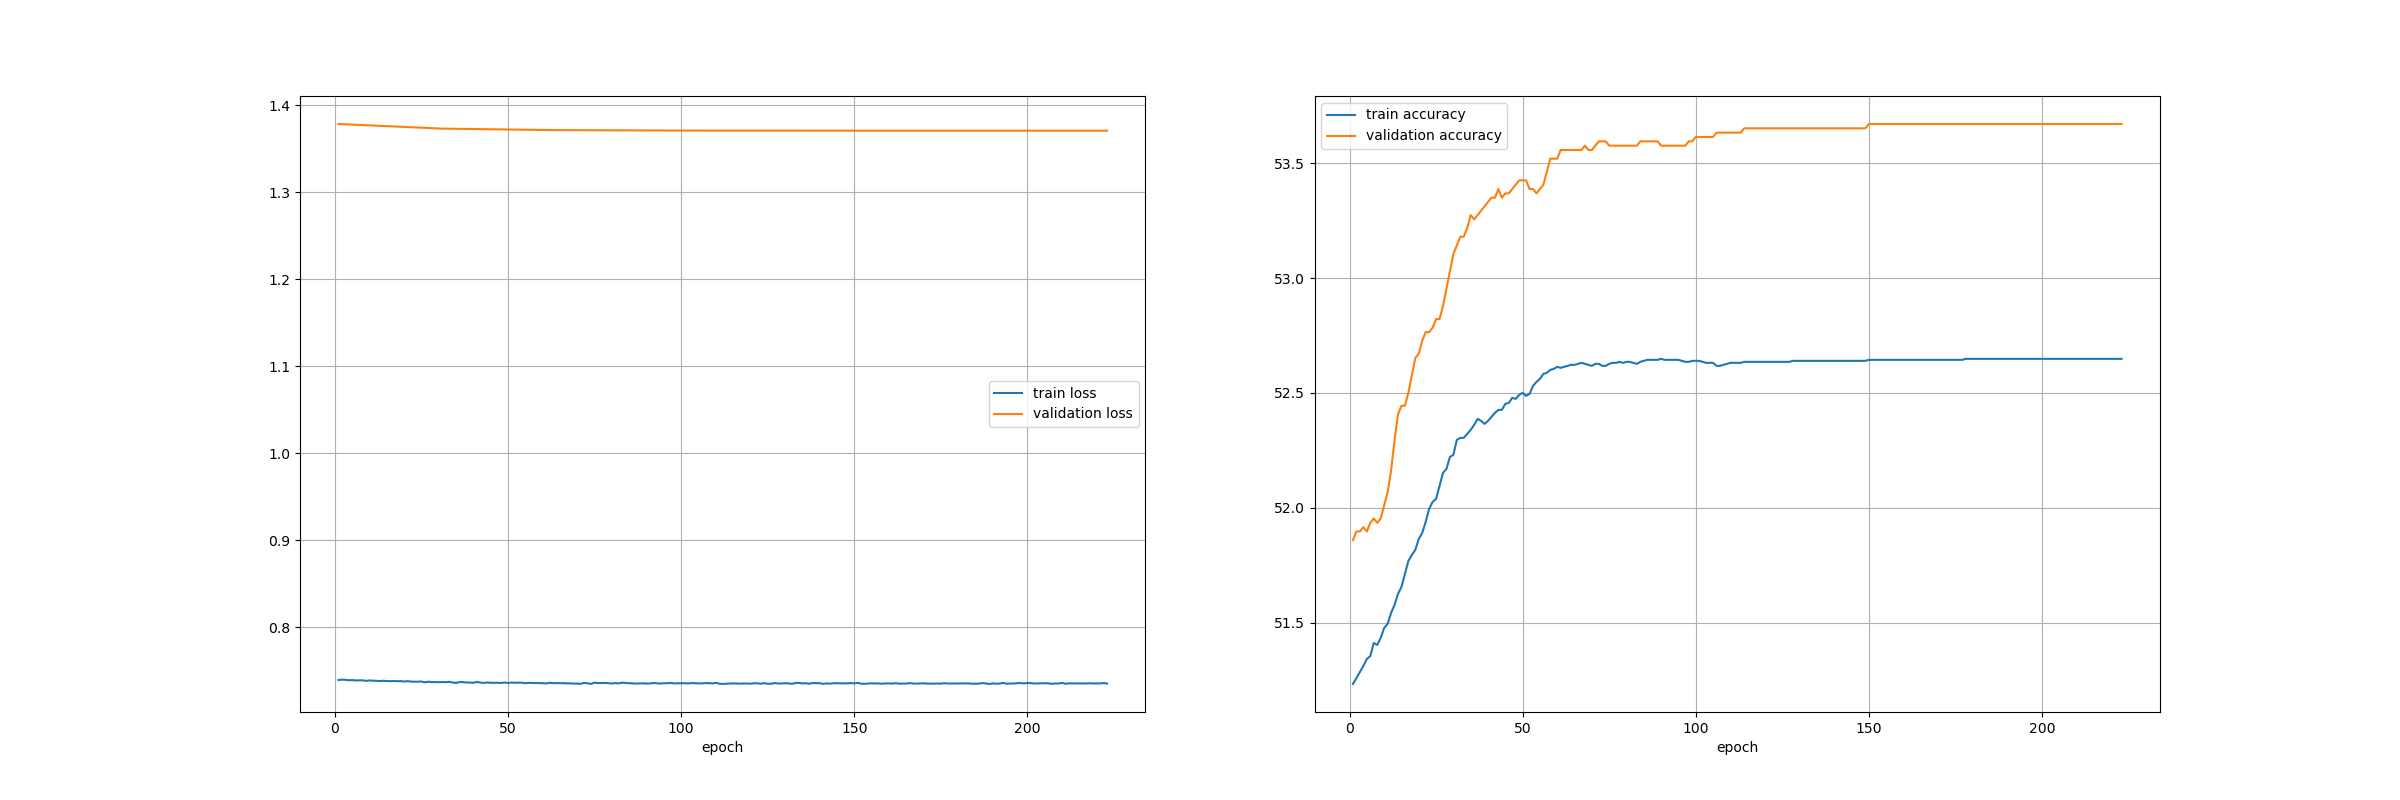 1.4
1.3
1.2
1.1
1.0
0.9
0.8
0 50 100 150 200
epoch
train loss
validation loss
train accuracy
validation accuracy
53.5
53.0
52.5
52.0
51.5
0 50 100 150 200
epoch